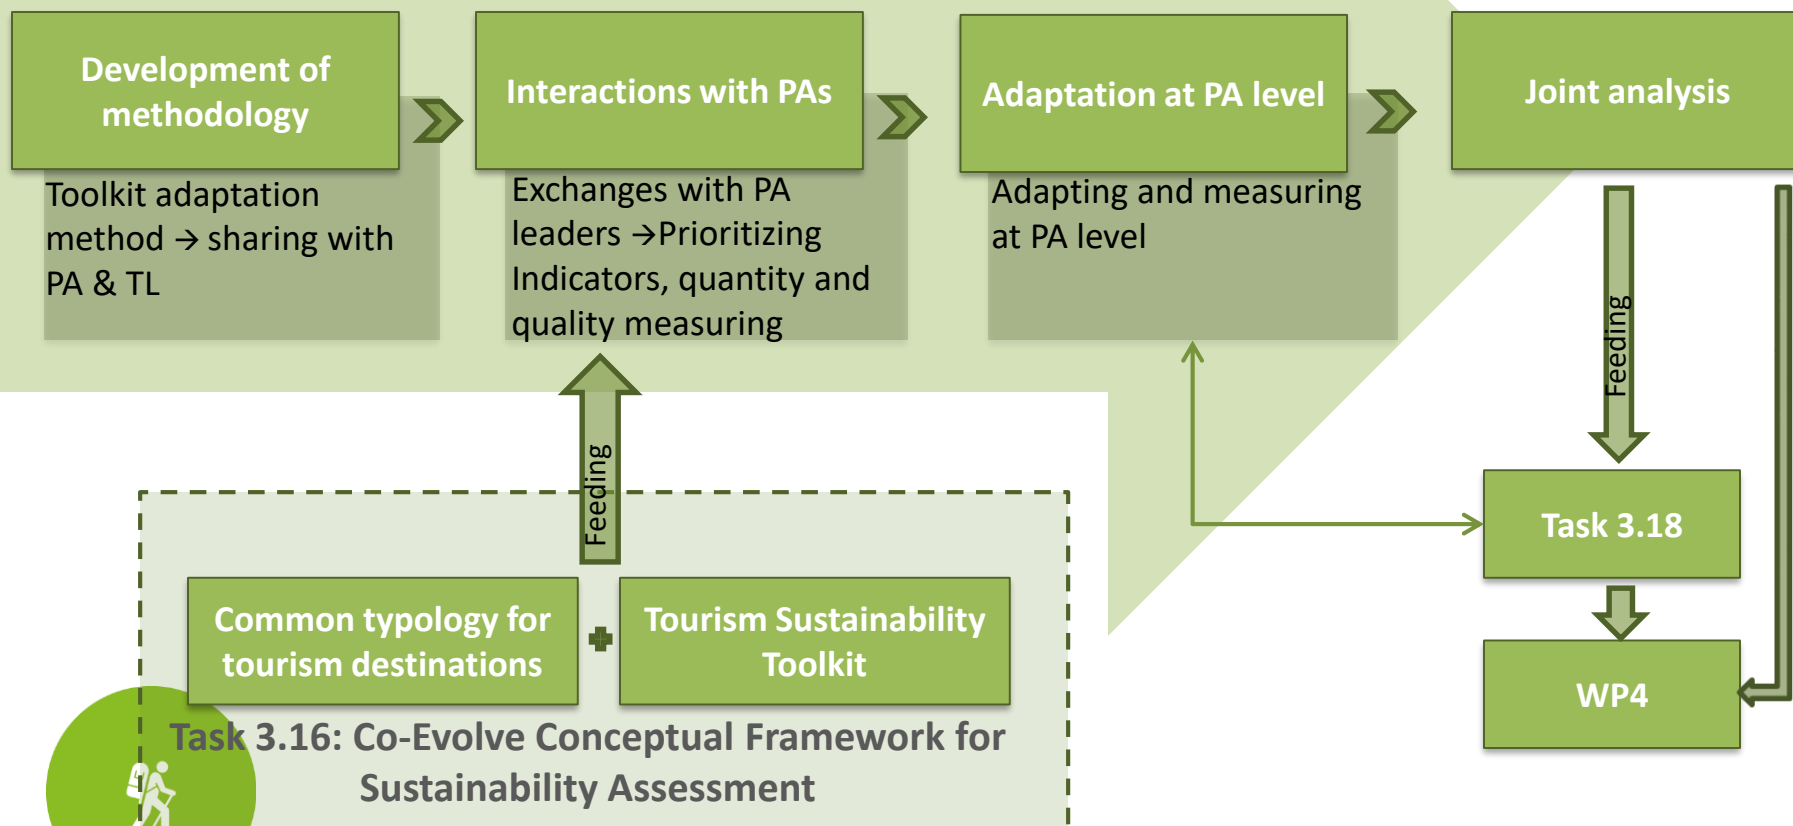 Development of
methodology
Toolkit adaptation
method → sharing with
PA & TL
Interactions with PAs
Exchanges with PA
leaders →Prioritizing
Indicators, quantity and
quality measuring
Adaptation at PA level
Adapting and measuring
at PA level
Joint analysis
Feeding
Feeding
Task 3.18
WP4
Common typology for
tourism destinations
Tourism Sustainability
Toolkit
Task 3.16: Co-Evolve Conceptual Framework for
Sustainability Assessment